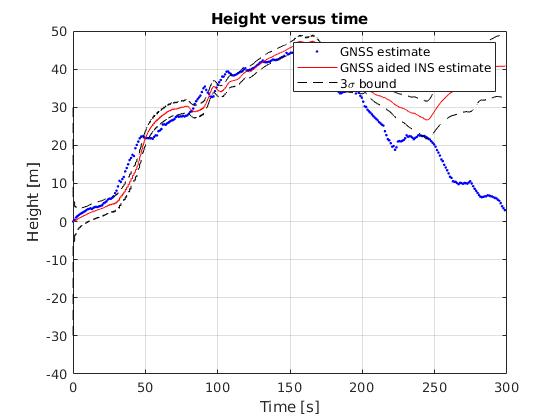 Height versus time
GNSS estimate
GNSS aided INS estimate
3σ bound
Height [m]
50
40
30
20
10
0
-10
-20
-30
-40
0 50 100 150 200 250 300
Time [s]